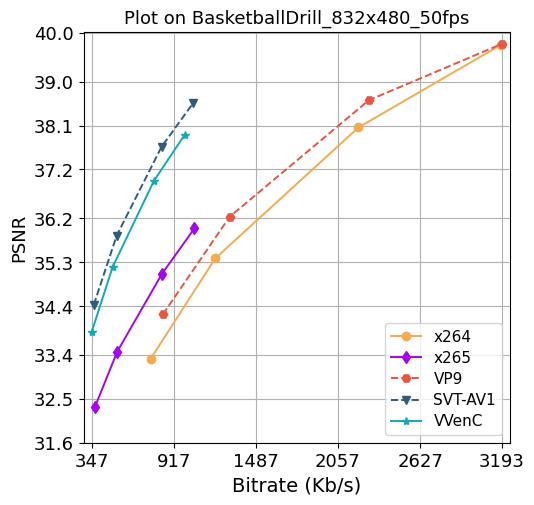 Plot on BasketballDrill_832x480_50fps
PSNR
40.0
39.0
38.1
37.2
36.2
35.3
34.4
33.4
32.5
31.6
x264
x265
VP9
SVT-AV1
VVenC
347 917 1487 2057 2627 3193
Bitrate (Kb/s)